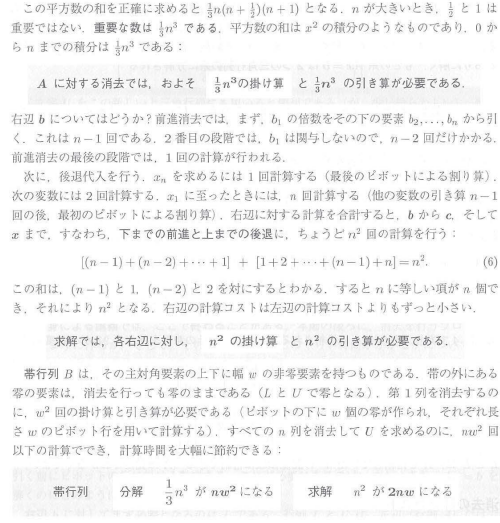 この平方数の和を正確に求めると 1/3 n(n + 1/2)(n + 1) となる．n が大きいとき，1/2 と 1 は
重要ではない．重要な数は 1/3 n³ である．平方数の和は x² の積分のようなものであり，0 か
ら n までの積分は 1/3 n³ である：
A に対する消去では，およそ 1/3 n³の掛け算 と 1/3 n³ の引き算が必要である．
右辺 b についてはどうか？前進消去では，まず，b₁ の倍数をその下の要素 b₂,…,bₙ から引
く．これは n−1 回である．2 番目の段階では，b₁ は関与しないので，n−2 回だけかかる．
前進消去の最後の段階では，1 回の計算が行われる．
次に，後退代入を行う．xₙ を求めるには 1 回計算する（最後のピボットによる割り算）．
次の変数には 2 回計算する．x₁ に至ったときには，n 回計算する（他の変数の引き算 n−1
回の後，最初のピボットによる割り算）．右辺に対する計算を合計すると，b から c，そして
x まで，すなわち，下までの前進と上までの後退に，ちょうど n² 回の計算を行う：
[(n−1)+(n−2)+⋯+1] + [1+2+⋯+(n−1)+n]=n². (6)
この和は，(n−1) と 1，(n−2) と 2 を対にするとわかる．すると n に等しい項が n 個で
き，それにより n² となる．右辺の計算コストは左辺の計算コストよりもずっと小さい．
求解では，各右辺に対し， n² の掛け算 と n² の引き算が必要である．
帯行列 B は，その主対角要素の上下に幅 w の非零要素を持つものである．帯の外にある
零の要素は，消去を行っても零のままである（L と U で零となる）．第 1 列を消去するの
に，w² 回の掛け算と引き算が必要である（ピボットの下に w 個の零が作られ，それぞれ長
さ w のピボット行を用いて計算する）．すべての n 列を消去して U を求めるのに，nw² 回
以下の計算でき，計算時間を大幅に節約できる：
帯行列 分解 1/3 n³ が nw² になる 求解 n² が 2nw になる